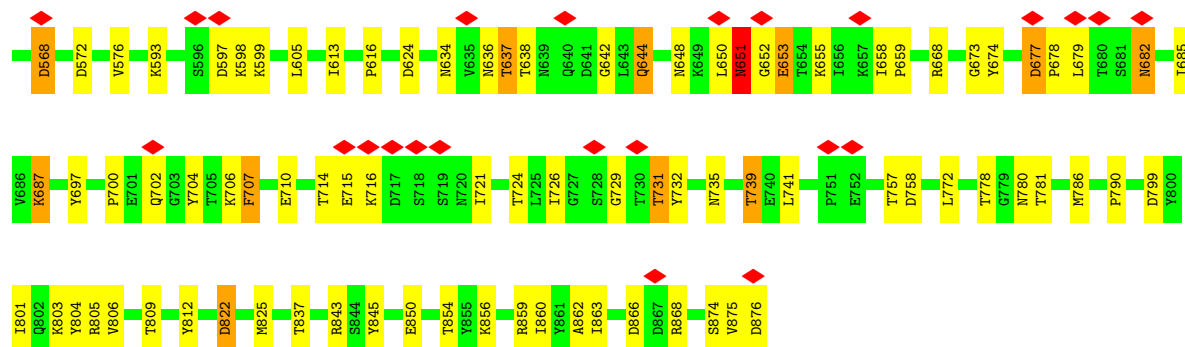 D568 D572 V576 K593 S596 D597 K598 K599 L605 I613 P616 D624 N634 V635 N636 T637 T638 N639 Q640 D641 G642 L643 Q644 N648 K649 L650 N651 G652 E653 T654 K655 I656 K657 I658 P659 R668 G673 Y674 D677 P678 L679 T680 S681 N682 I685
V686 K687 Y697 P700 E701 Q702 G703 Y704 T705 K706 F707 E710 T714 E715 K716 D717 S718 S719 N720 I721 T724 L725 I726 G727 S728 G729 T730 T731 Y732 N735 T739 E740 L741 P751 E752 T757 D758 L772 T778 G779 N780 T781 M786 P790 D799 Y800
I801 Q802 K803 Y804 R805 V806 T809 Y812 D822 M825 T837 R843 S844 Y845 E850 T854 Y855 K856 R859 I860 Y861 A862 I863 D866 D867 R868 S874 V875 D876